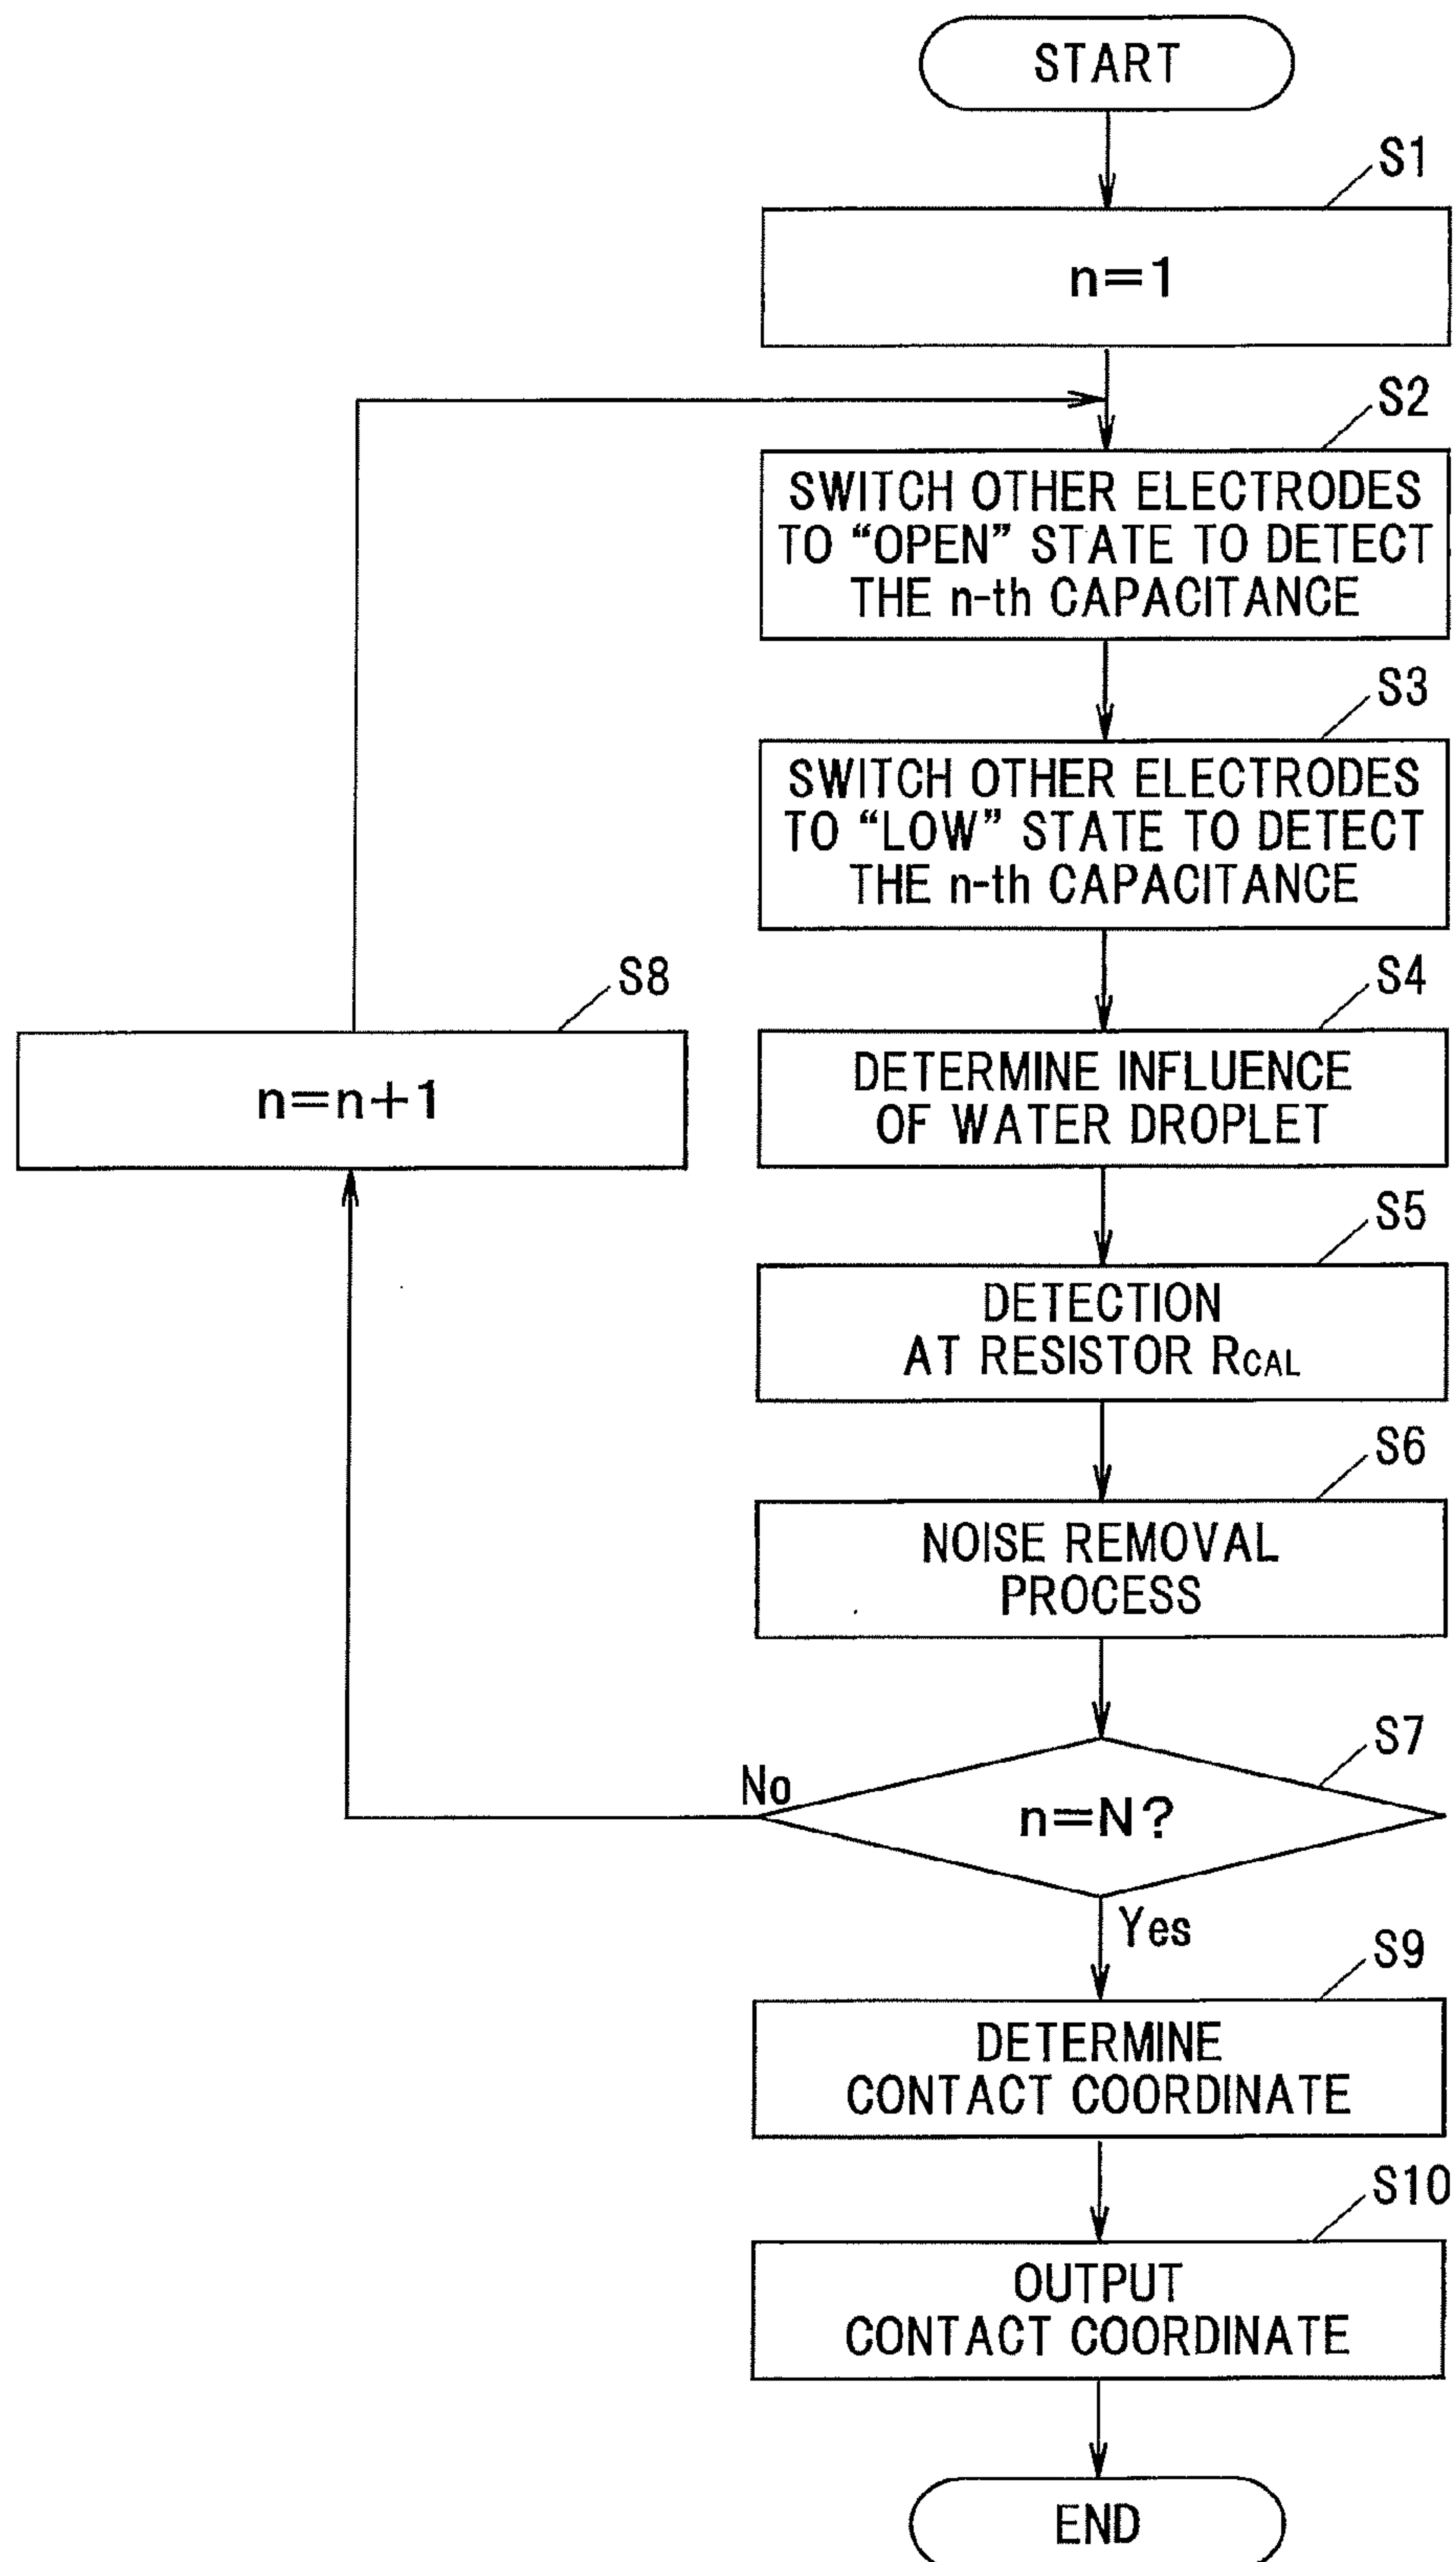 START
S1
n=1
S2
SWITCH OTHER ELECTRODES
TO “OPEN” STATE TO DETECT
THE n-th CAPACITANCE
S3
SWITCH OTHER ELECTRODES
TO “LOW” STATE TO DETECT
THE n-th CAPACITANCE
S8
n=n+1
S4
DETERMINE INFLUENCE
OF WATER DROPLET
S5
DETECTION
AT RESISTOR RCAL
S6
NOISE REMOVAL
PROCESS
S7
No
n=N?
Yes
S9
DETERMINE
CONTACT COORDINATE
S10
OUTPUT
CONTACT COORDINATE
END